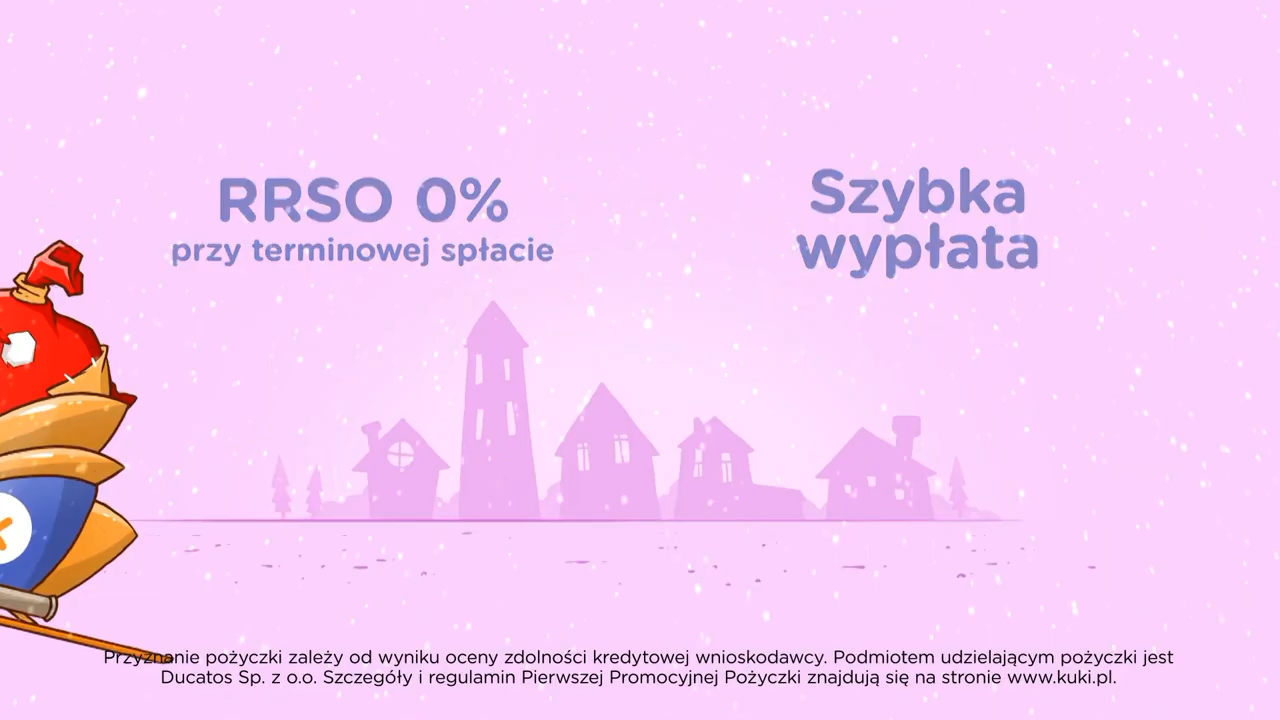 RRSO 0%
przy terminowej spłacie
Szybka
wypłata
Przyznanie pożyczki zależy od wyniku oceny zdolności kredytowej wnioskodawcy. Podmiotem udzielającym pożyczki jest
Ducatos Sp. z o.o. Szczegóły i regulamin Pierwszej Promocyjnej Pożyczki znajdują się na stronie www.kuki.pl.